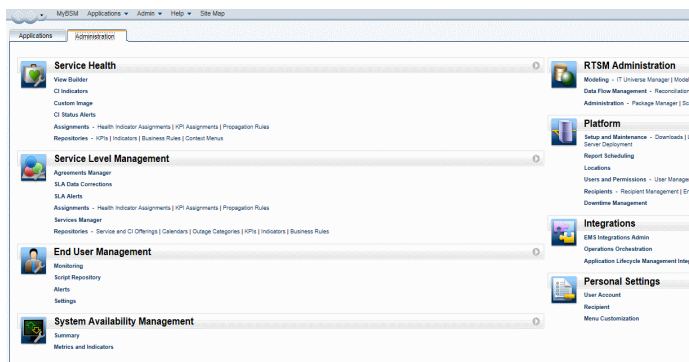 MyBSM Applications Admin Help Site Map
Applications Administration
Service Health
View Builder
CI Indicators
Custom Image
CI Status Alerts
Assignments - Health Indicator Assignments | KPI Assignments | Propagation Rules
Repositories - KPIs | Indicators | Business Rules | Context Menus
Service Level Management
Agreements Manager
SLA Data Corrections
SLA Alerts
Assignments - Health Indicator Assignments | KPI Assignments | Propagation Rules
Services Manager
Repositories - Service and CI Offerings | Calendars | Outage Categories | KPIs | Indicators | Business Rules
End User Management
Monitoring
Script Repository
Alerts
Settings
System Availability Management
Summary
Metrics and Indicators
RTSM Administration
Modeling - IT Universe Manager | Model
Data Flow Management - Reconciliation
Administration - Package Manager | Sc
Platform
Setup and Maintenance - Downloads |
Server Deployment
Report Scheduling
Locations
Users and Permissions - User Manage
Recipients - Recipient Management | Em
Downtime Management
Integrations
EMS Integrations Admin
Operations Orchestration
Application Lifecycle Management Integ
Personal Settings
User Account
Recipient
Menu Customization